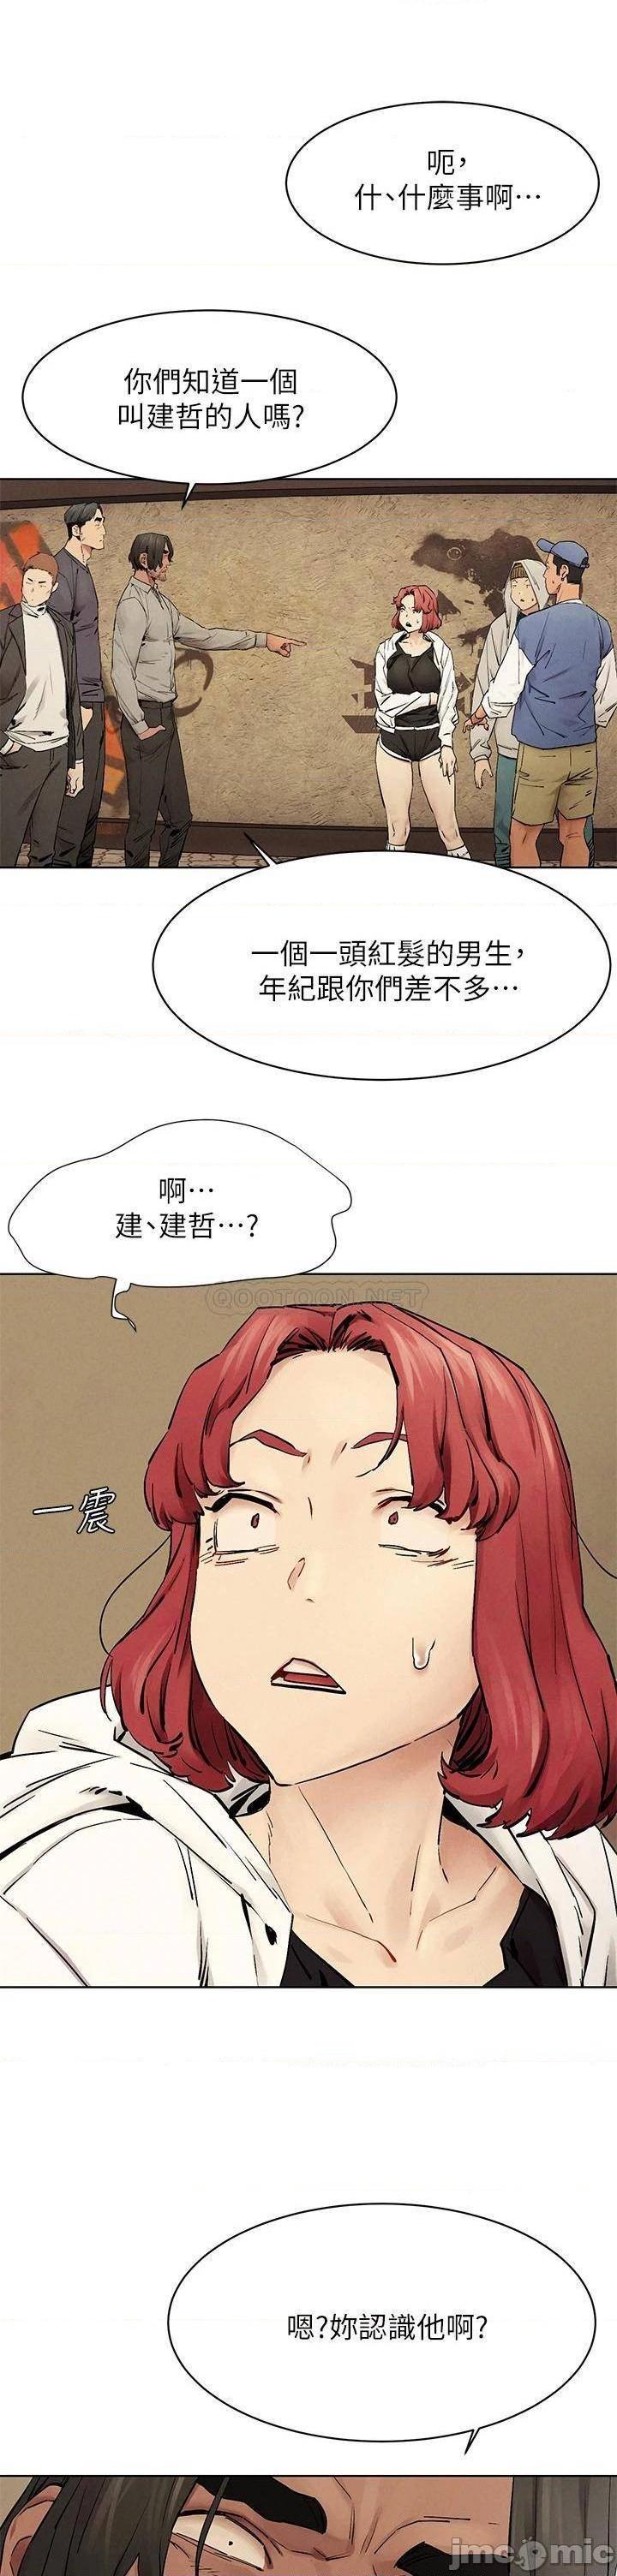 呃，
什、什麼事啊⋯
你們知道一個
叫建哲的人嗎?
一個一頭紅髮的男生，
年紀跟你們差不多⋯
啊⋯
建、建哲⋯?
QOOTOON.NET
一震
嗯?妳認識他啊?
jmcomic
jmcomic